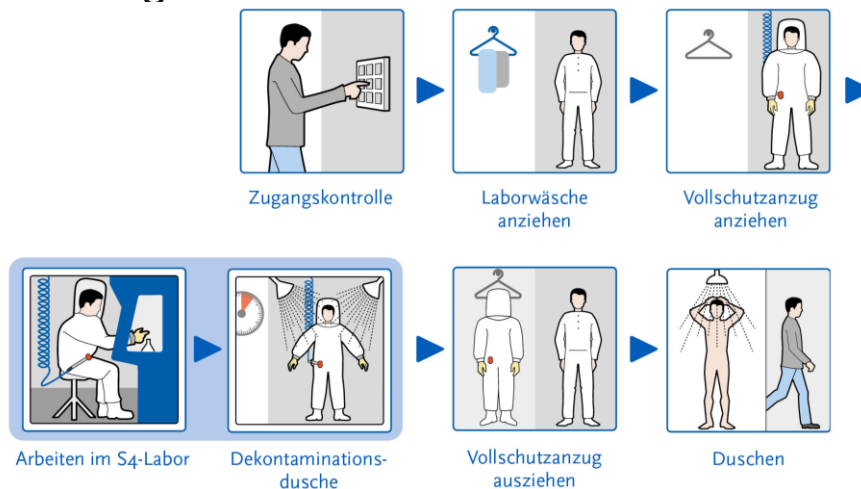 Zugangskontrolle
Laborwäsche
anziehen
Vollschutzanzug
anziehen
Arbeiten im S4-Labor
Dekontaminations-
dusche
Vollschutzanzug
ausziehen
Duschen